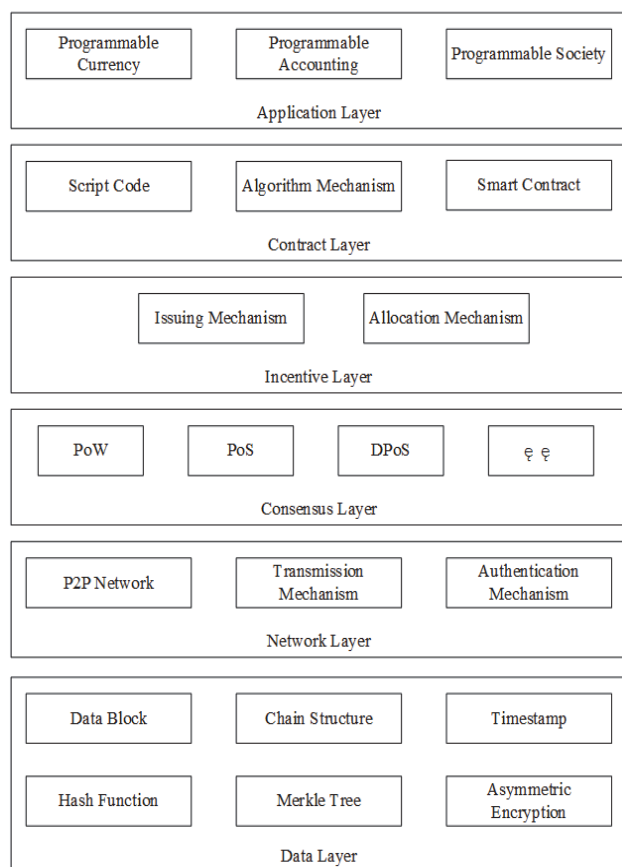 Programmable
Currency
Programmable
Accounting
Programmable Society
Application Layer
Script Code
Algorithm Mechanism
Smart Contract
Contract Layer
Issuing Mechanism
Allocation Mechanism
Incentive Layer
PoW
PoS
DPoS
ę ę
Consensus Layer
P2P Network
Transmission
Mechanism
Authentication
Mechanism
Network Layer
Data Block
Chain Structure
Timestamp
Hash Function
Merkle Tree
Asymmetric
Encryption
Data Layer